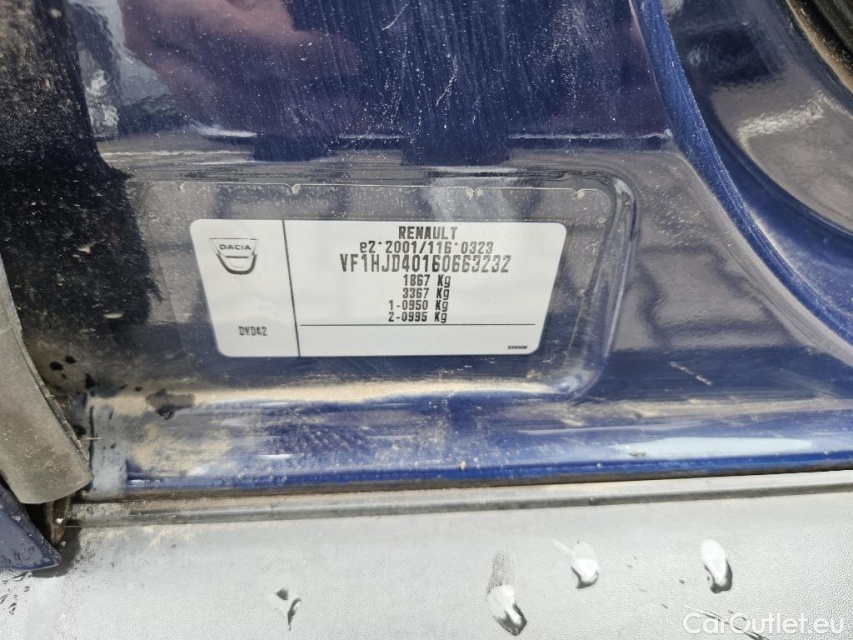 DACIA
DYD42
RENAULT
e2*2001/116*0323
VF1HJD40160663232
1867 Kg
3367 Kg
1-0950 Kg
2-0995 Kg
CarOutlet.eu